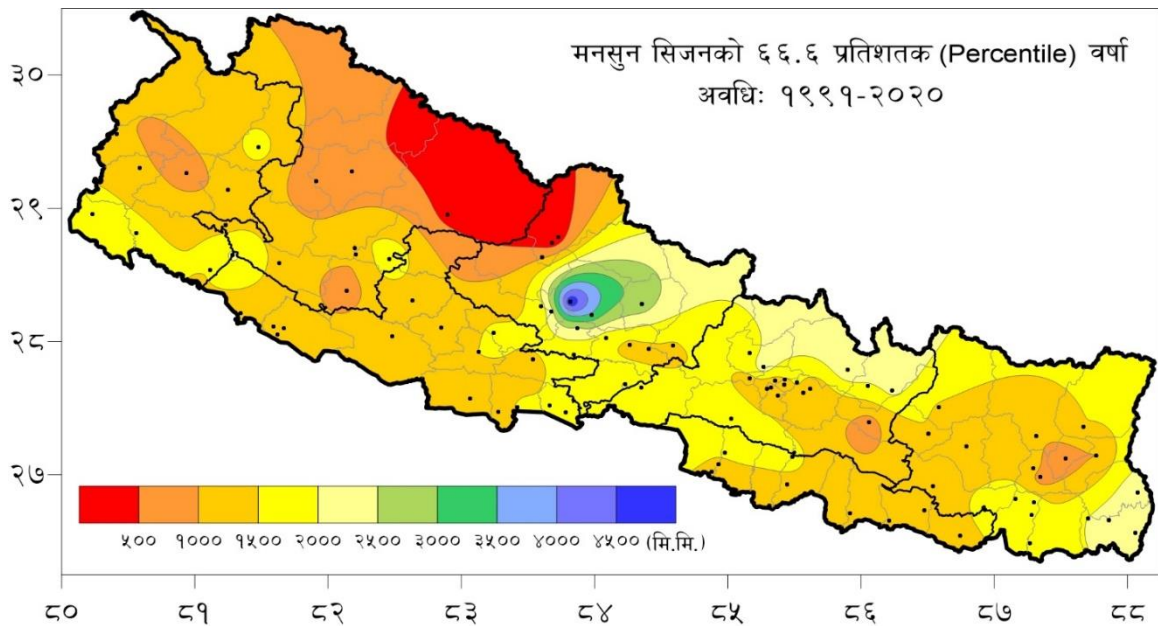 मनसुन सिजनको ६६.६ प्रतिशतक (Percentile) वर्षा
अवधिः १९९१-२०२०
३०
२९
२८
२७
५०० १००० १५०० २००० २५०० ३००० ३५०० ४००० ४५०० (मि.मि.)
८० ८१ ८२ ८३ ८४ ८५ ८६ ८७ ८८